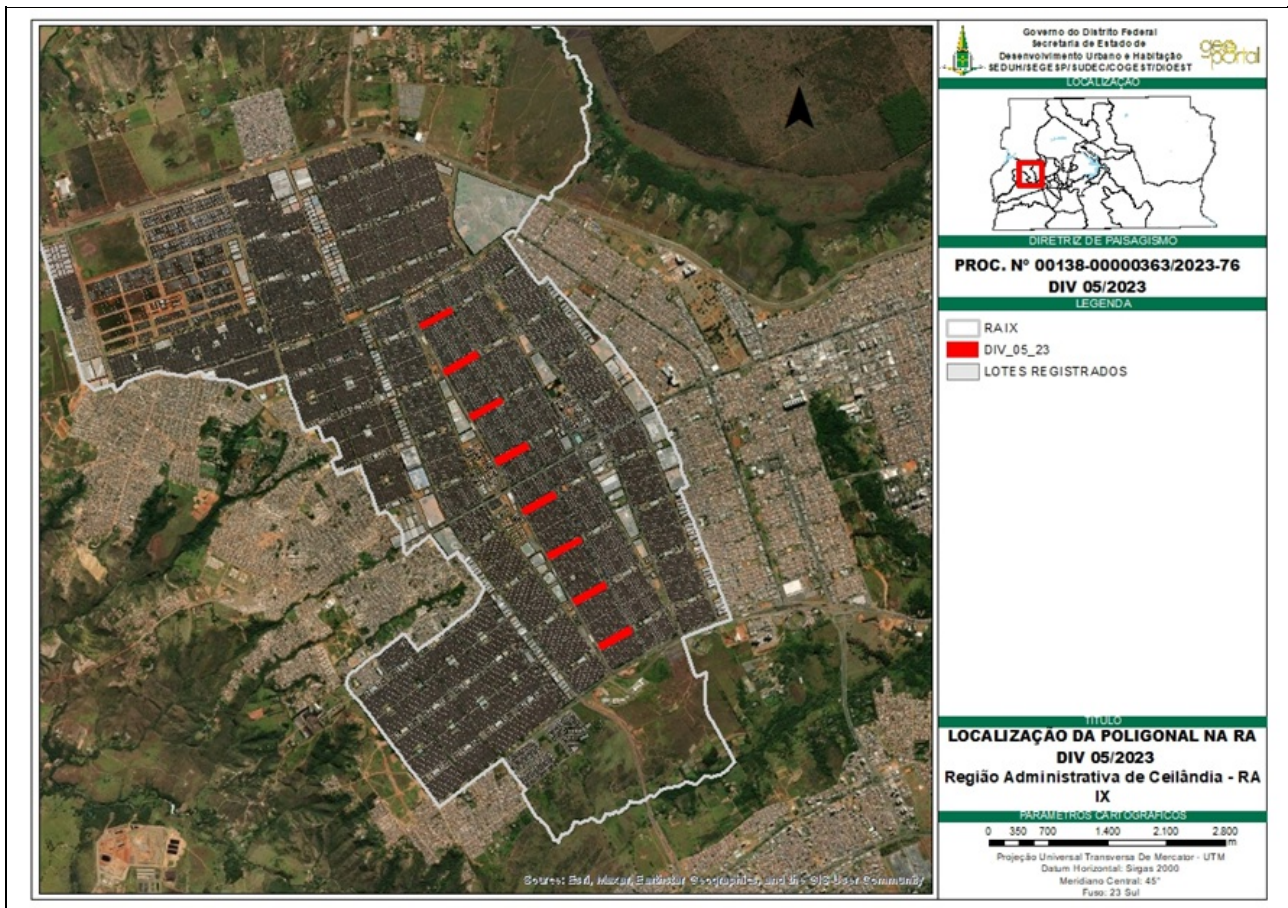 Governo do Distrito Federal
Secretaria de Estado de
Desenvolvimento Urbano e Habitação
SEDUH/SEGESP/SUDEC/COGEST/DIOEST
geo
portal
LOCALIZAÇÃO
DIRETRIZ DE PAISAGISMO
PROC. Nº 00138-00000363/2023-76
DIV 05/2023
LEGENDA
RAIX
DIV_05_23
LOTES REGISTRADOS
TÍTULO
LOCALIZAÇÃO DA POLIGONAL NA RA
DIV 05/2023
Região Administrativa de Ceilândia - RA
IX
PARÂMETROS CARTOGRÁFICOS
0 350 700 1.400 2.100 2.800
m
Projeção Universal Transversa De Mercator - UTM
Datum Horizontal: Sirgas 2000
Meridiano Central: 45°
Fuso: 23 Sul
Source: Esri, Maxar, Earthstar Geographics, and the GIS User Community